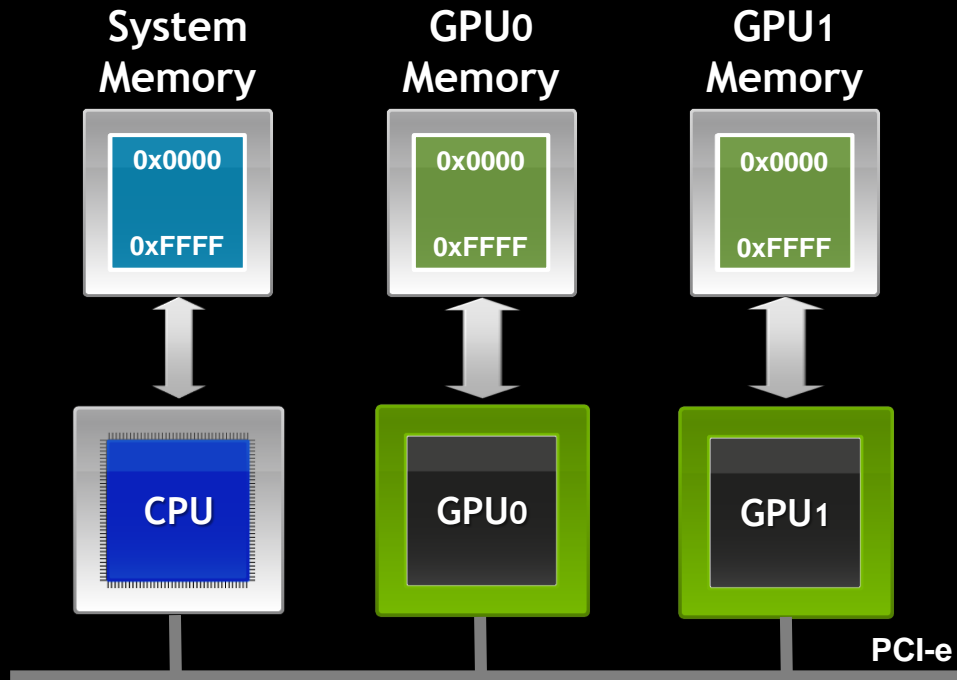 System
Memory
GPU0
Memory
GPU1
Memory
0x0000
0xFFFF
0x0000
0xFFFF
0x0000
0xFFFF
CPU
GPU0
GPU1
PCI-e